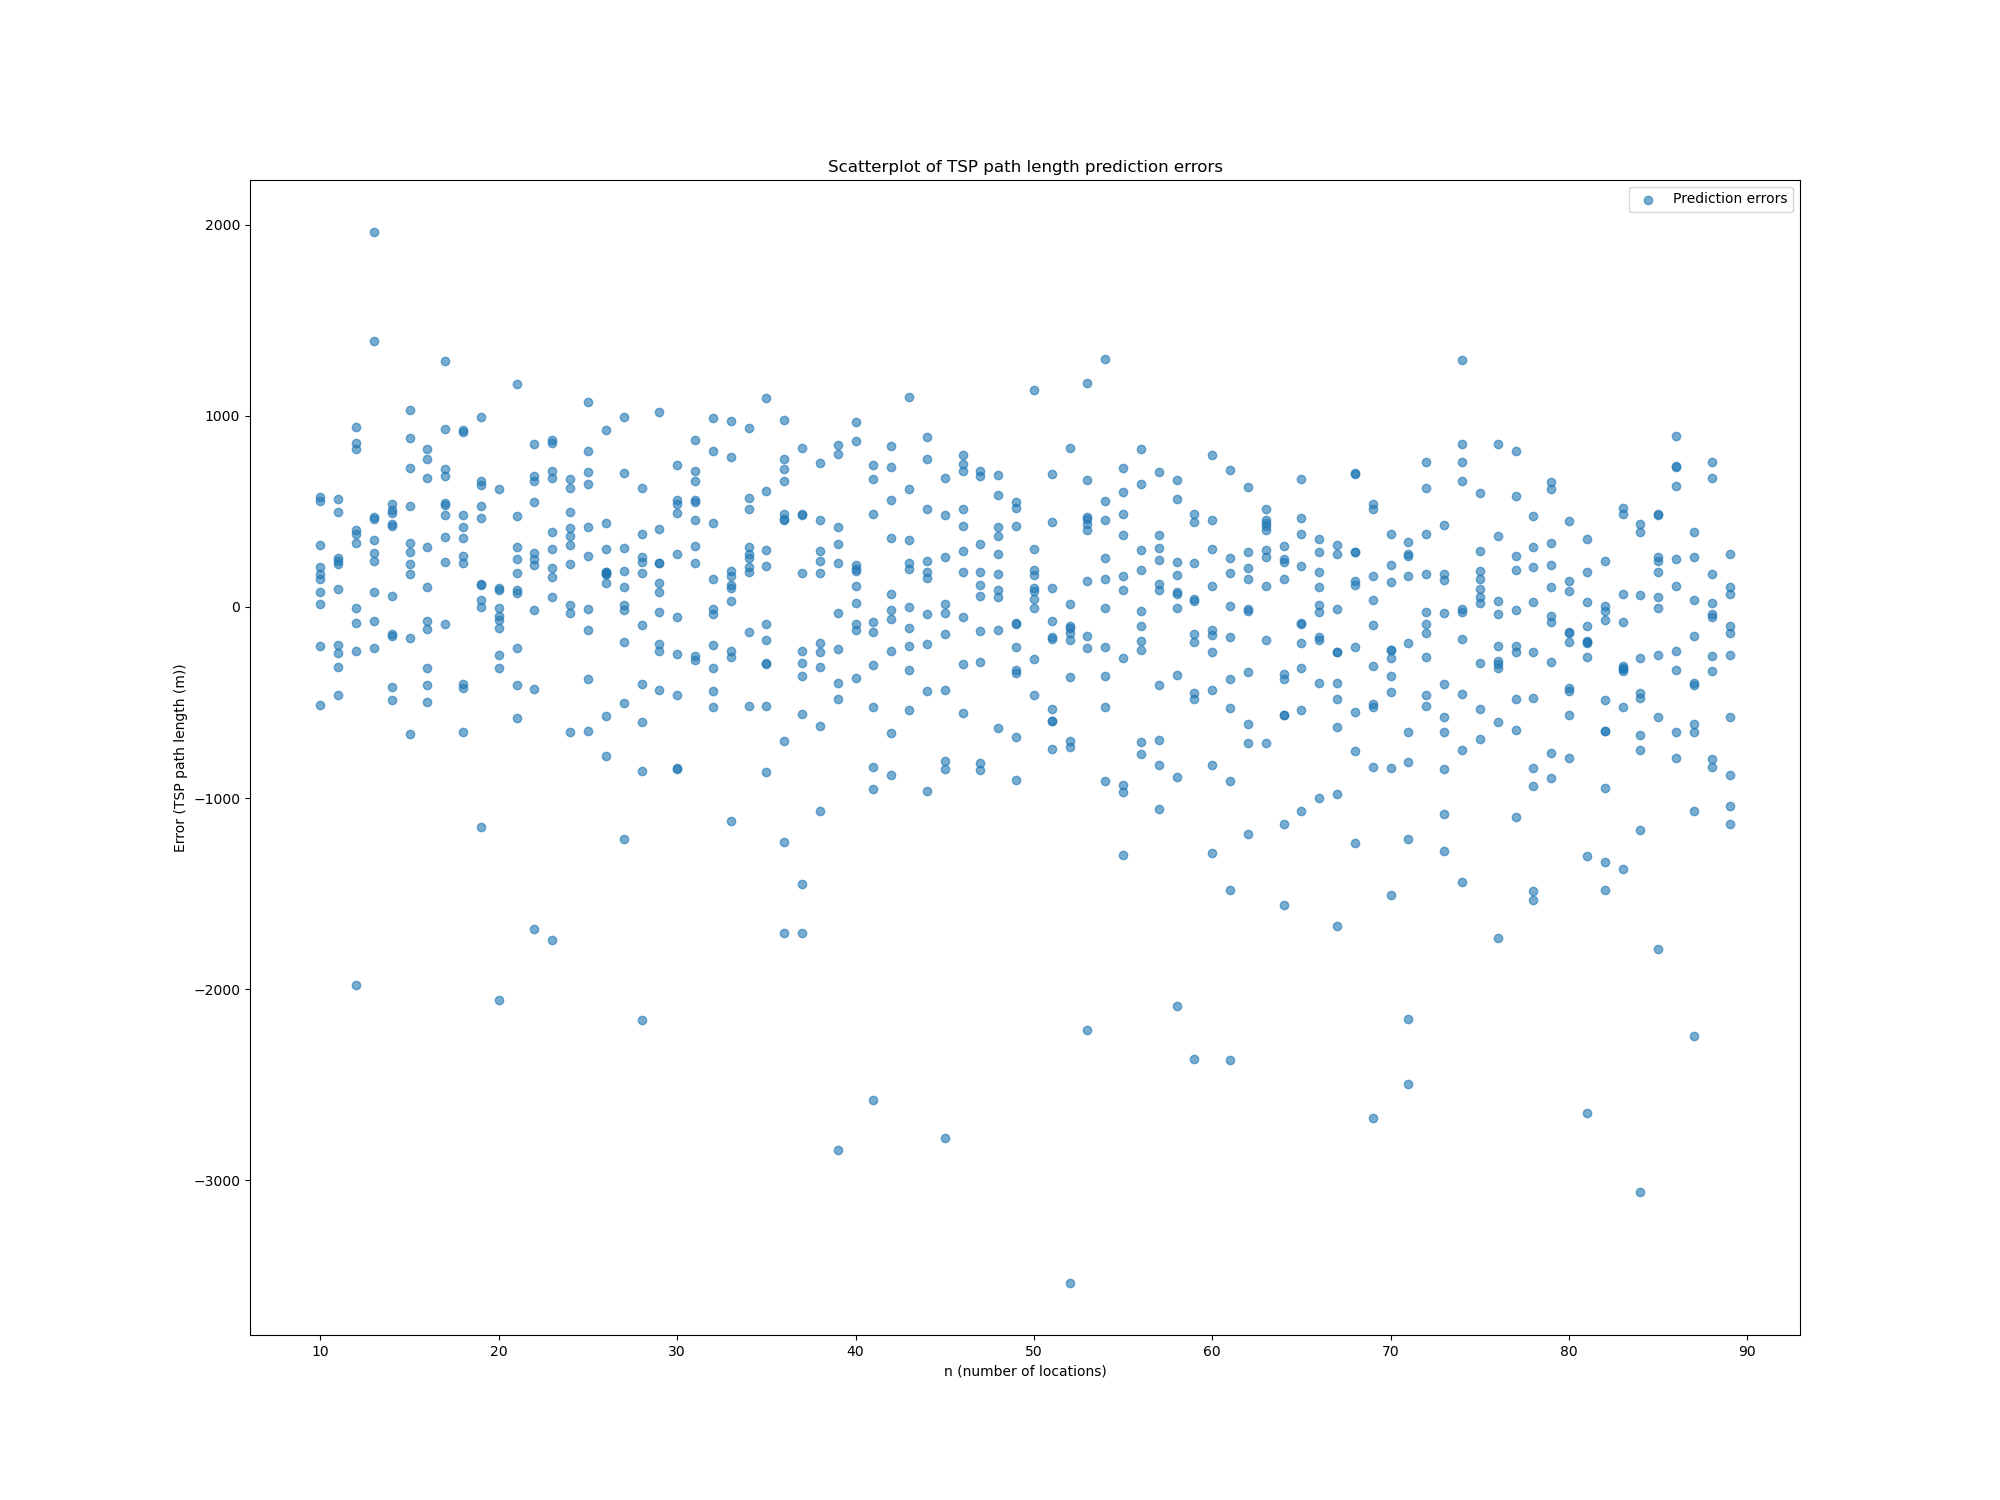 Scatterplot of TSP path length prediction errors
Prediction errors
2000
1000
0
−1000
−2000
−3000
Error (TSP path length (m))
10 20 30 40 50 60 70 80 90
n (number of locations)